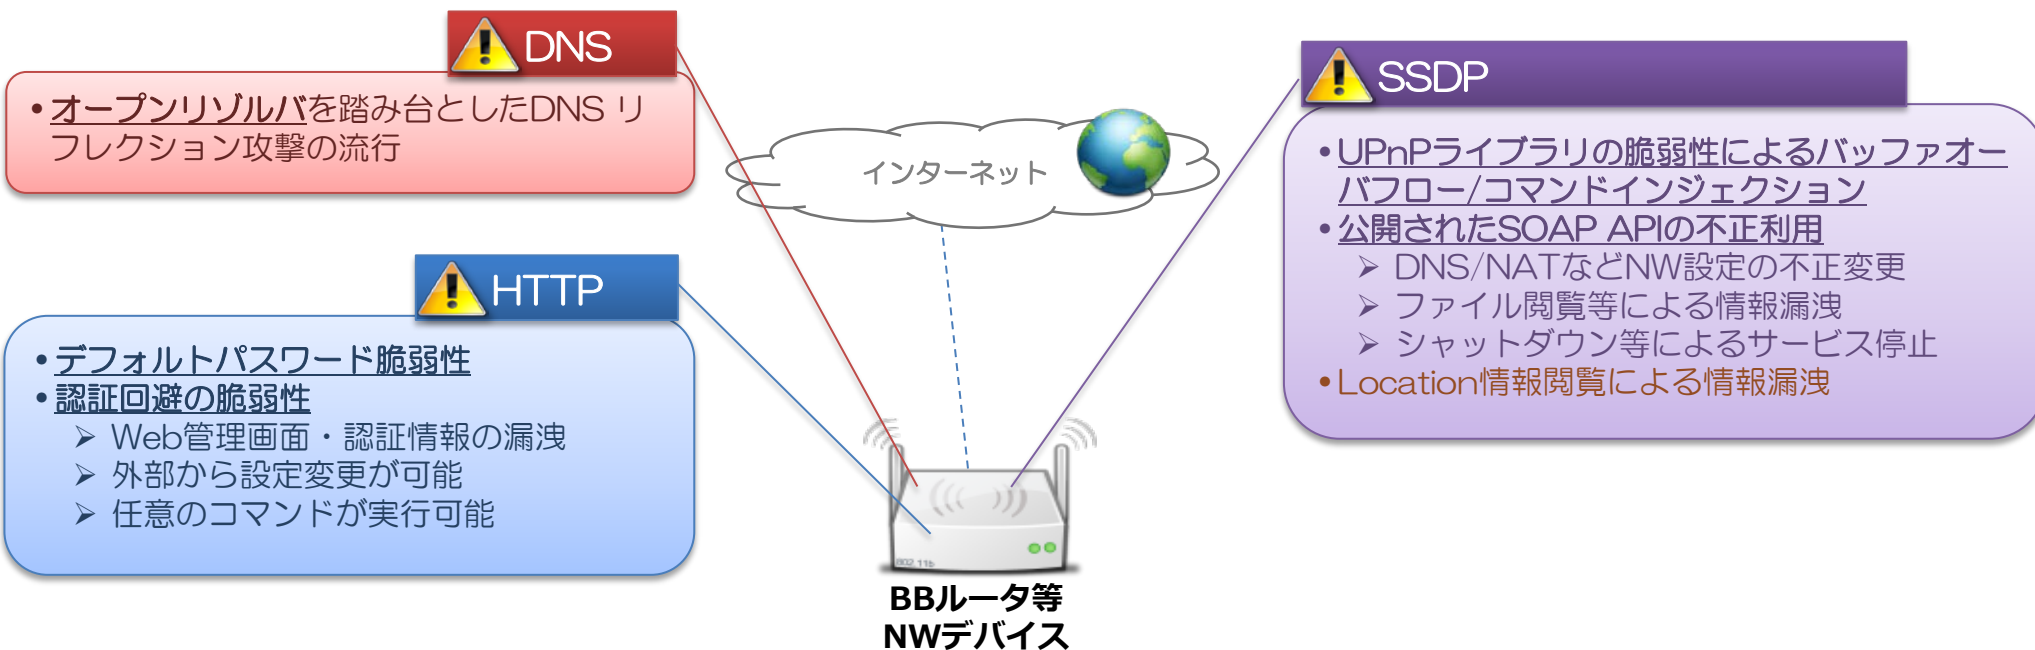 DNS
•オープンリゾルバを踏み台としたDNS リ
フレクション攻撃の流行
HTTP
•デフォルトパスワード脆弱性
•認証回避の脆弱性
➢ Web管理画面・認証情報の漏洩
➢ 外部から設定変更が可能
➢ 任意のコマンドが実行可能
インターネット
802.11b
BBルータ等
NWデバイス
SSDP
•UPnPライブラリの脆弱性によるバッファオー
バフロー/コマンドインジェクション
•公開されたSOAP APIの不正利用
➢ DNS/NATなどNW設定の不正変更
➢ ファイル閲覧等による情報漏洩
➢ シャットダウン等によるサービス停止
•Location情報閲覧による情報漏洩